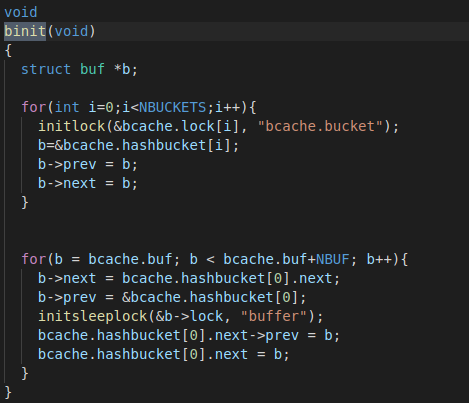 void
binit(void)
{
  struct buf *b;

  for(int i=0;i<NBUCKETS;i++){
    initlock(&bcache.lock[i], "bcache.bucket");
    b=&bcache.hashbucket[i];
    b->prev = b;
    b->next = b;
  }


  for(b = bcache.buf; b < bcache.buf+NBUF; b++){
    b->next = bcache.hashbucket[0].next;
    b->prev = &bcache.hashbucket[0];
    initsleeplock(&b->lock, "buffer");
    bcache.hashbucket[0].next->prev = b;
    bcache.hashbucket[0].next = b;
  }
}